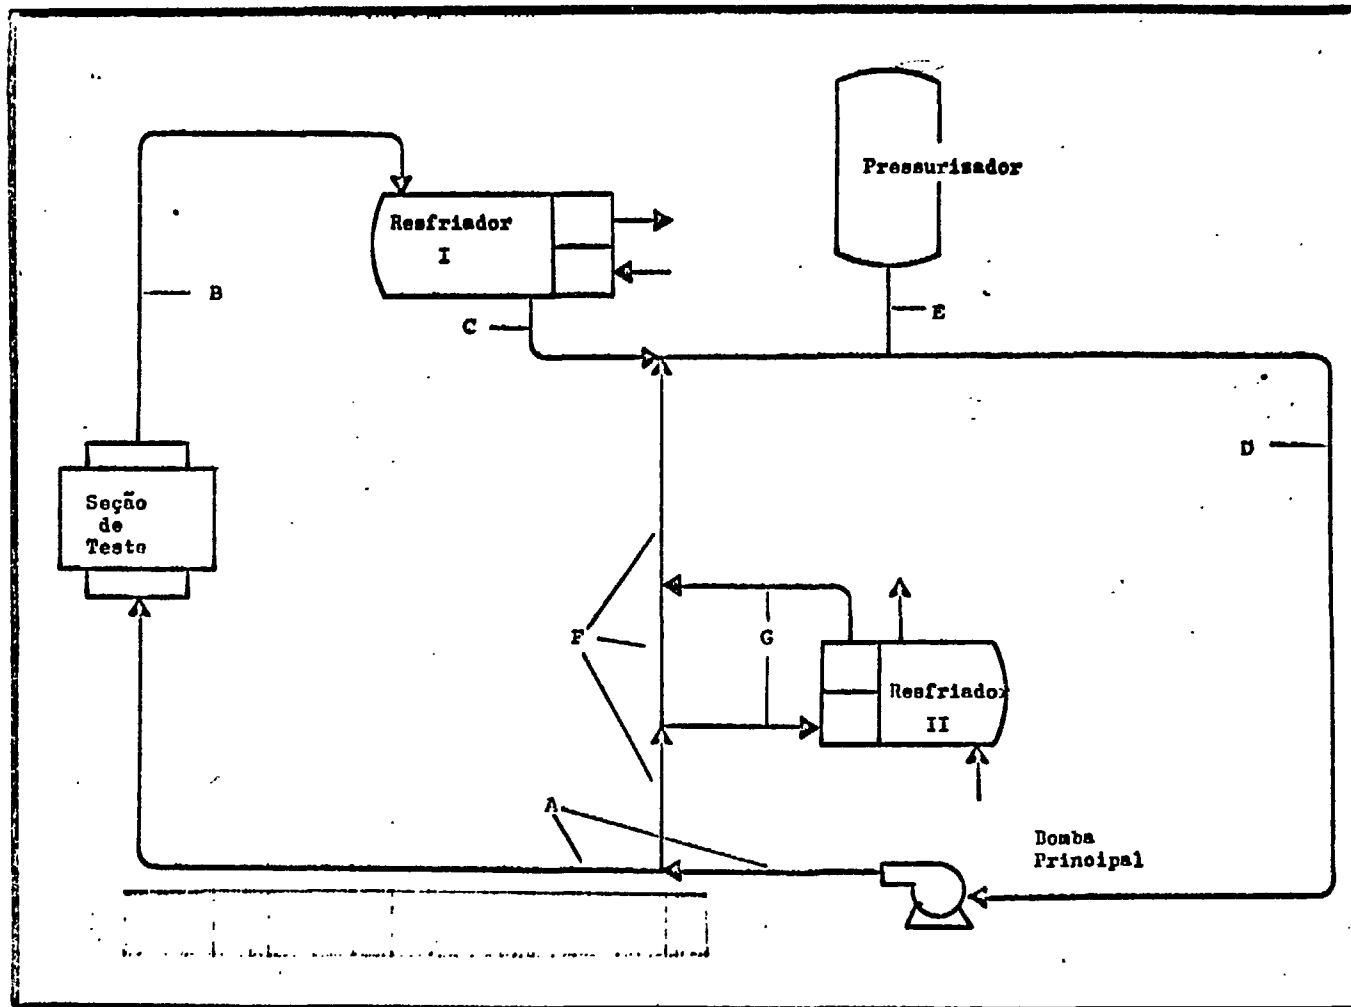 Pressurizador
Resfriador
I
B
C
E
D
Seção
de
Teste
F
G
Resfriador
II
A
Bomba
Principal